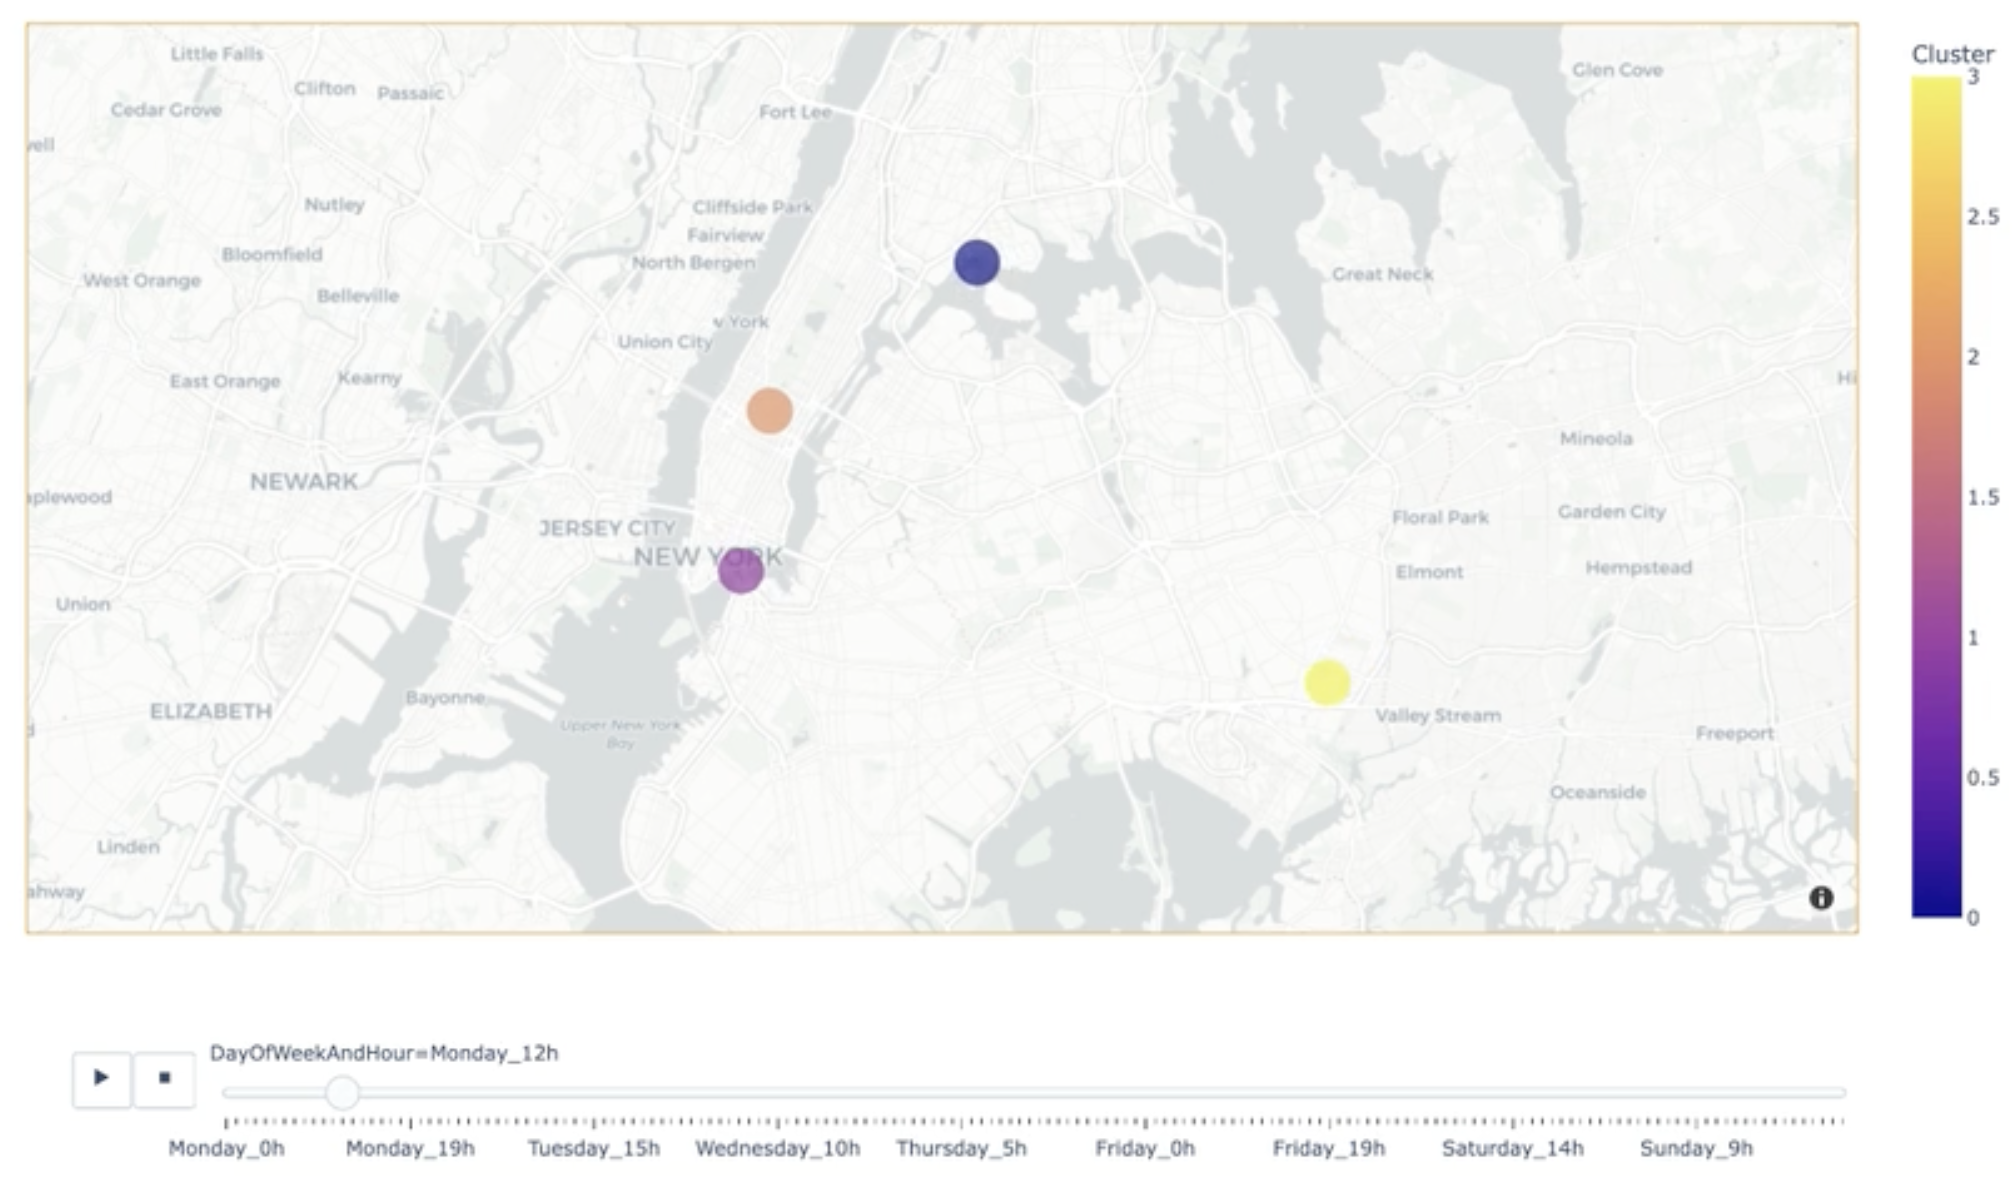 Little Falls
Glen Cove
Cluster
3
Clifton
Passaic
Cedar Grove
Fort Lee
Nutley
Cliffside Park
2.5
Fairview
Bloomfield
North Bergen
West Orange
Great Neck
Belleville
York
Union City
2
East Orange
Kearny
Mineola
NEWARK
1.5
Floral Park
Garden City
JERSEY CITY
NEW YORK
Elmont
Hempstead
Union
1
Bayonne
ELIZABETH
Valley Stream
Upper New York
Bay
Freeport
0.5
Oceanside
Linden
0
DayOfWeekAndHour=Monday_12h
Monday_0h
Monday_19h
Tuesday_15h
Wednesday_10h
Thursday_5h
Friday_0h
Friday_19h
Saturday_14h
Sunday_9h